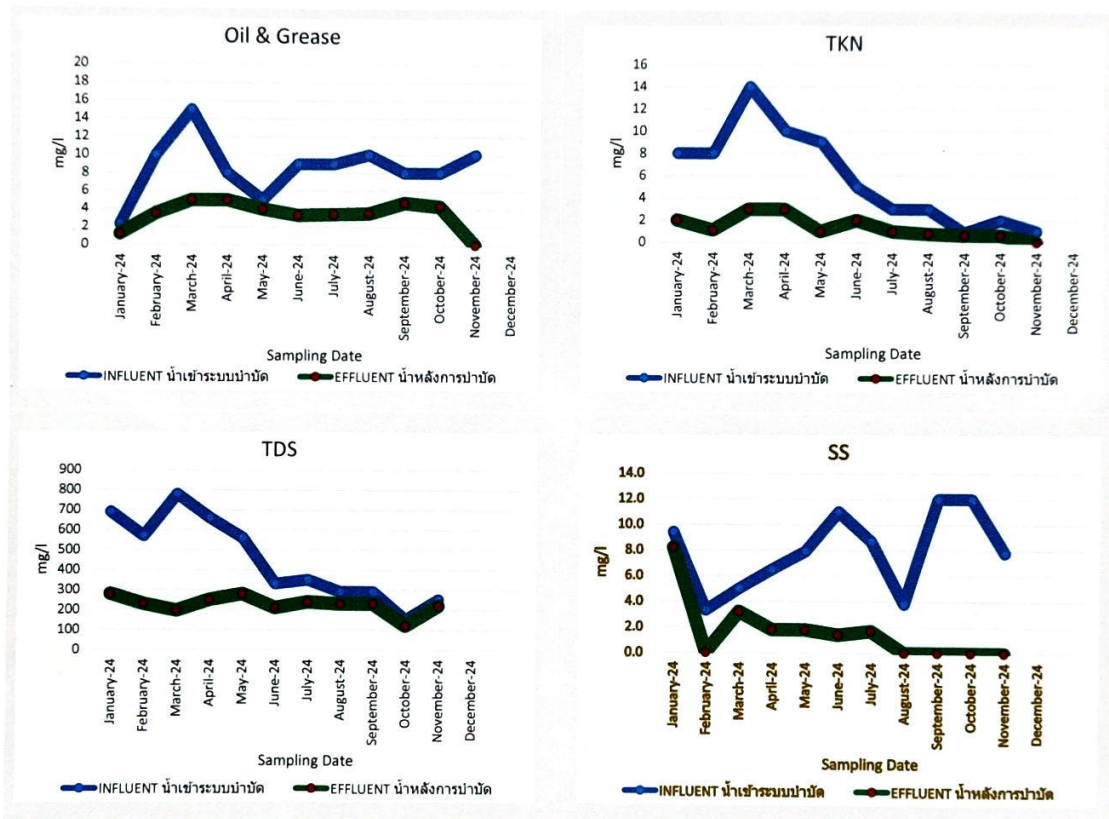 Oil & Grease
20
18
16
14
12
10
8
6
4
2
0
mg/l
January-24
February-24
March-24
April-24
May-24
June-24
July-24
August-24
September-24
October-24
November-24
December-24
Sampling Date
INFLUENT น้ำเข้าระบบบำบัด EFFLUENT น้ำหลังการบำบัด
TKN
16
14
12
10
8
6
4
2
0
mg/l
January-24
February-24
March-24
April-24
May-24
June-24
July-24
August-24
September-24
October-24
November-24
December-24
Sampling Date
INFLUENT น้ำเข้าระบบบำบัด EFFLUENT น้ำหลังการบำบัด
TDS
900
800
700
600
500
400
300
200
100
0
mg/l
January-24
February-24
March-24
April-24
May-24
June-24
July-24
August-24
September-24
October-24
November-24
December-24
Sampling Date
INFLUENT น้ำเข้าระบบบำบัด EFFLUENT น้ำหลังการบำบัด
SS
14.0
12.0
10.0
8.0
6.0
4.0
2.0
0.0
mg/l
January-24
February-24
March-24
April-24
May-24
June-24
July-24
August-24
September-24
October-24
November-24
December-24
Sampling Date
INFLUENT น้ำเข้าระบบบำบัด EFFLUENT น้ำหลังการบำบัด